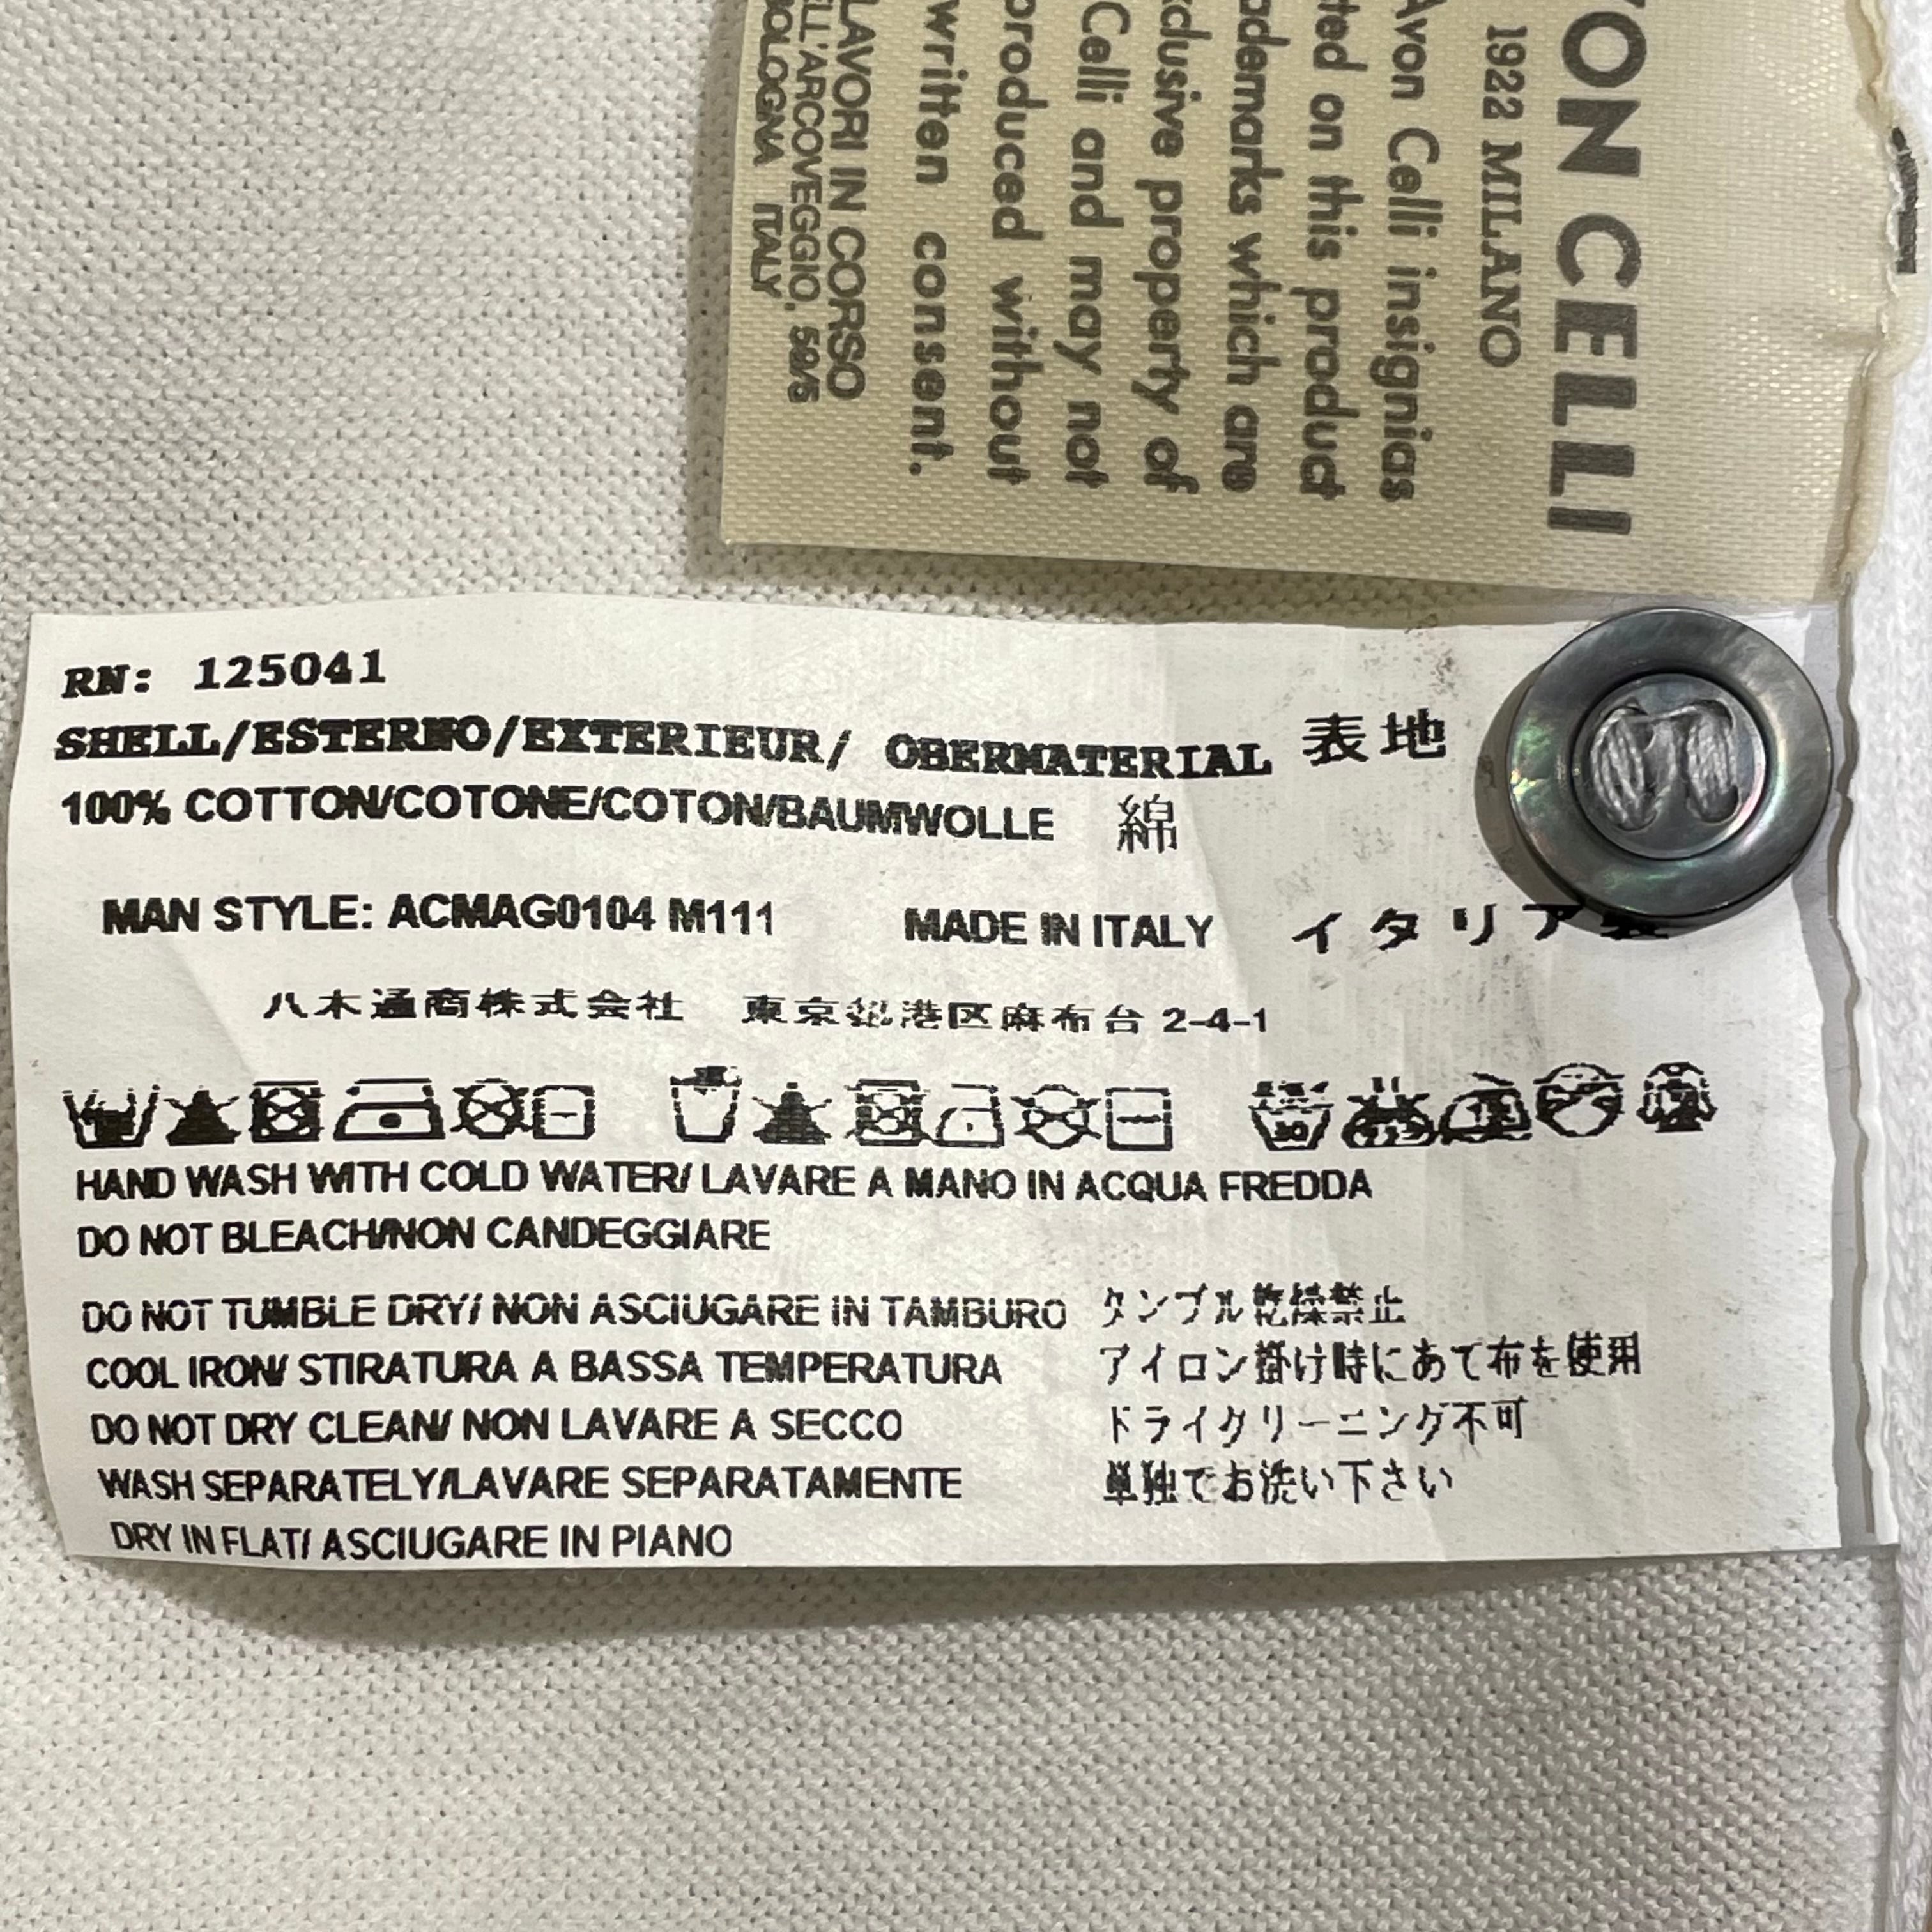 ON CELLI
1922 MILANO
Avon Celli insignias
on this product
which are
property of
Celli and may not
without
written consent.
LAVORI IN CORSO
ELL'ARCOVEGGIO, 59/5
BOLOGNA ITALY
RN: 125041
SHELL/ESTERNO/EXTERIEUR/ OBERMATERIAL 表地
100% COTTON/COTONE/COTON/BAUMWOLLE 綿
MAN STYLE: ACMAG0104 M111 MADE IN ITALY イタリア製
八木通商株式会社 東京都港区麻布台 2-4-1
HAND WASH WITH COLD WATER/ LAVARE A MANO IN ACQUA FREDDA
DO NOT BLEACH/NON CANDEGGIARE
DO NOT TUMBLE DRY/ NON ASCIUGARE IN TAMBURO タンブル乾燥禁止
COOL IRON/ STIRATURA A BASSA TEMPERATURA アイロン掛け時にあて布を使用
DO NOT DRY CLEAN/ NON LAVARE A SECCO ドライクリーニング不可
WASH SEPARATELY/LAVARE SEPARATAMENTE 単独でお洗い下さい
DRY IN FLAT/ ASCIUGARE IN PIANO